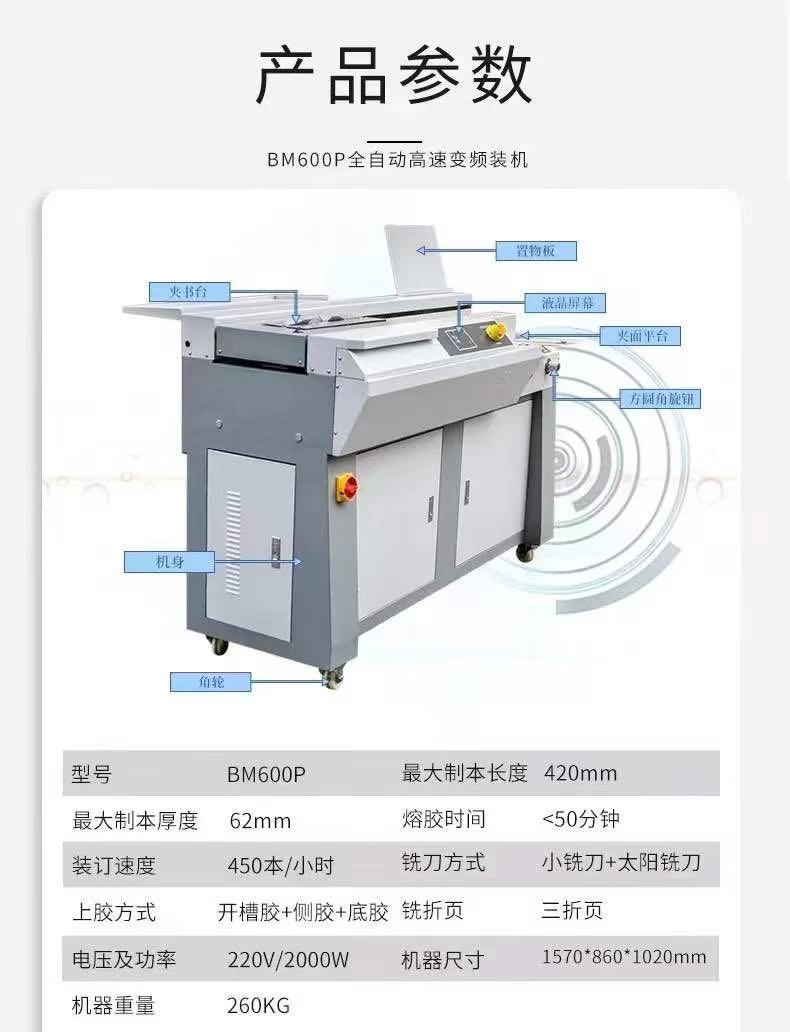 产品参数
BM600P全自动高速变频装机
置物板
夹书台
液晶屏幕
夹面平台
方圆角旋钮
机身
角轮
型号 BM600P 最大制本长度 420mm
最大制本厚度 62mm 熔胶时间 <50分钟
装订速度 450本/小时 铣刀方式 小铣刀+太阳铣刀
上胶方式 开槽胶+侧胶+底胶 铣折页 三折页
电压及功率 220V/2000W 机器尺寸 1570*860*1020mm
机器重量 260KG